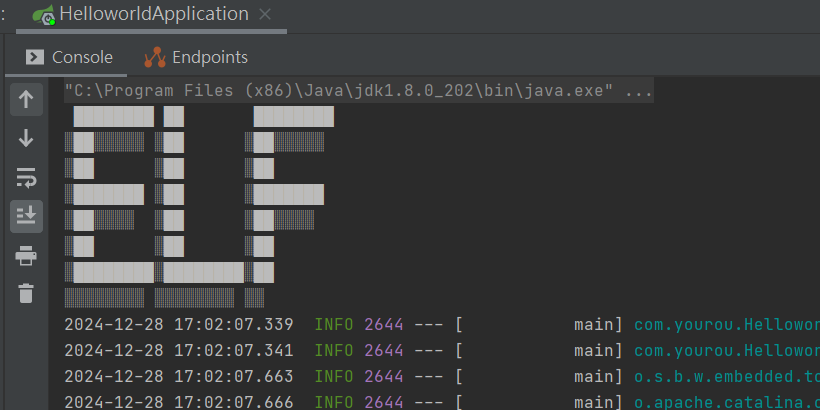 HelloworldApplication
Console
Endpoints
"C:\Program Files (x86)\Java\jdk1.8.0_202\bin\java.exe" ...
ELF
2024-12-28 17:02:07.339  INFO 2644 --- [           main] com.yourou.Hellowor
2024-12-28 17:02:07.341  INFO 2644 --- [           main] com.yourou.Hellowor
2024-12-28 17:02:07.663  INFO 2644 --- [           main] o.s.b.w.embedded.to
2024-12-28 17:02:07.666  INFO 2644 --- [           main] o.apache.catalina.c